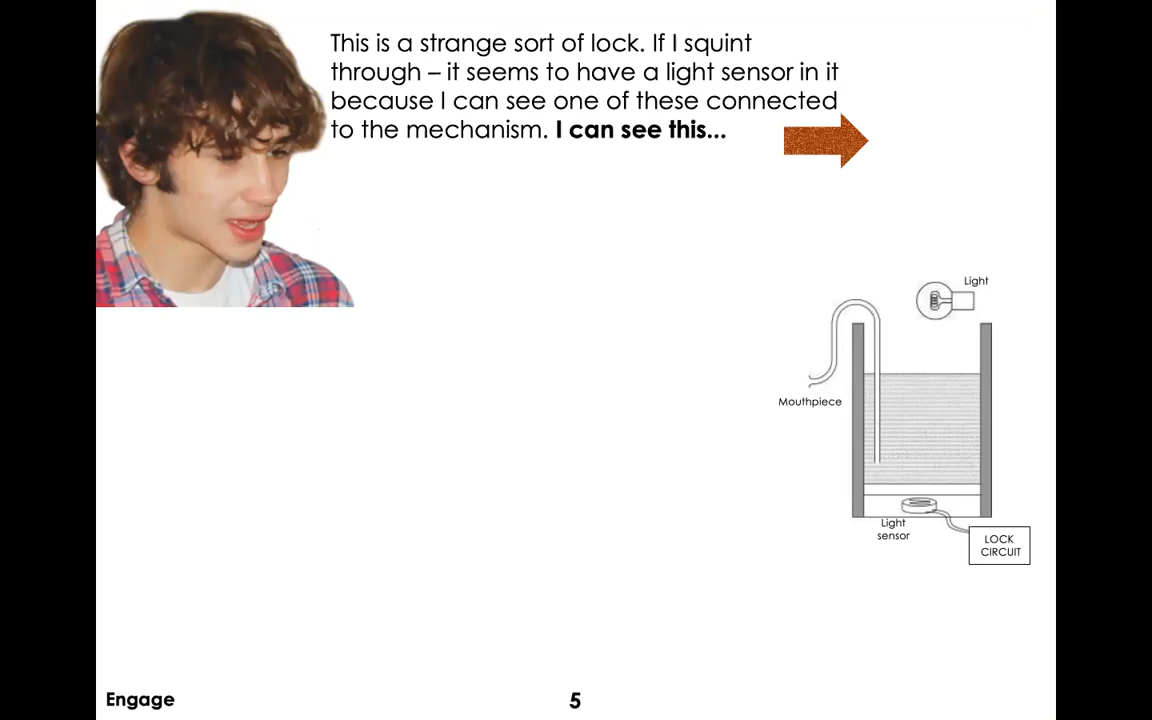 This is a strange sort of lock. If I squint
through – it seems to have a light sensor in it
because I can see one of these connected
to the mechanism. I can see this...
Light
Mouthpiece
Light
sensor
LOCK
CIRCUIT
Engage
5